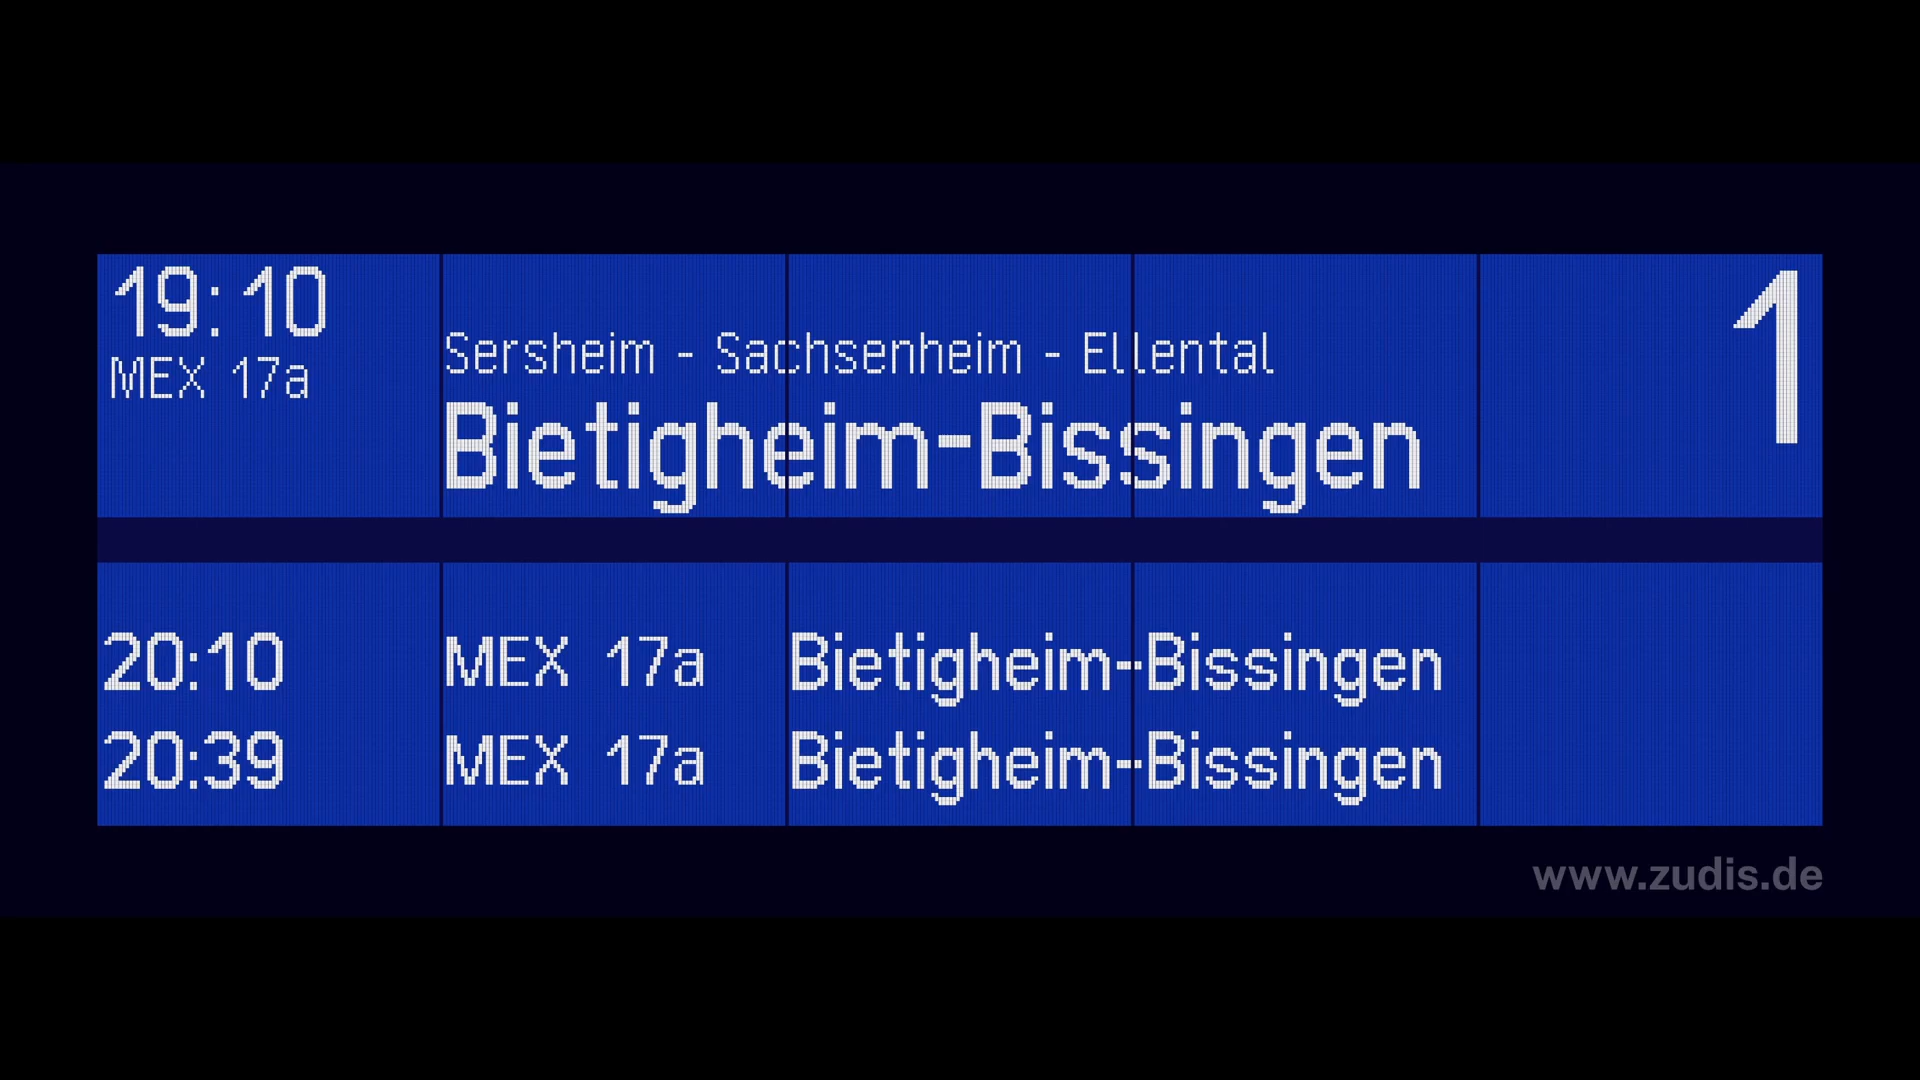 19:10
MEX 17a
Sersheim - Sachsenheim - Ellental
Bietigheim-Bissingen
1
20:10 MEX 17a Bietigheim-Bissingen
20:39 MEX 17a Bietigheim-Bissingen
www.zudis.de